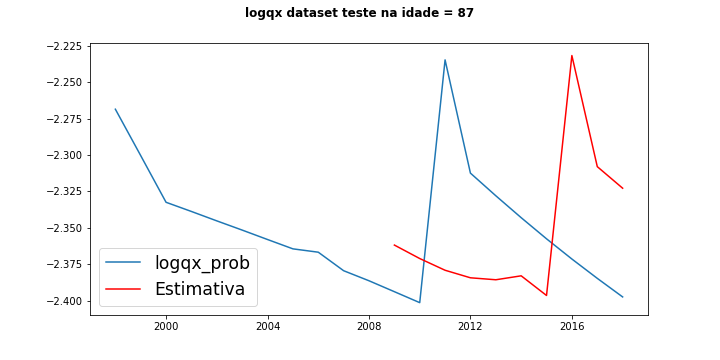 logqx dataset teste na idade = 87
−2.225
−2.250
−2.275
−2.300
−2.325
−2.350
−2.375
−2.400
logqx_prob
Estimativa
2000 2004 2008 2012 2016